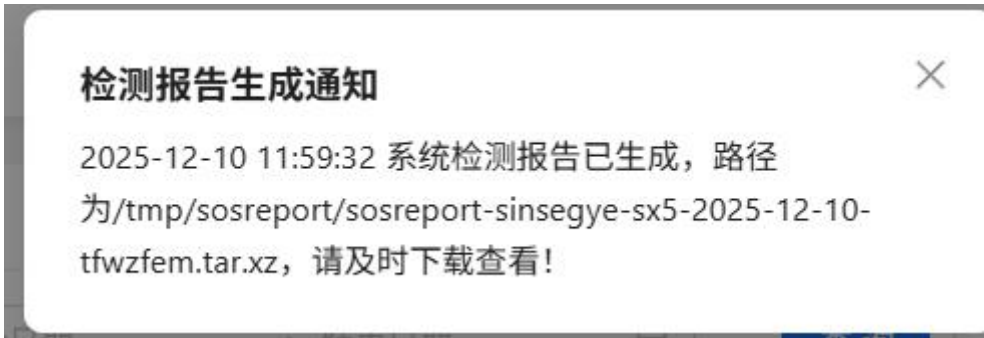 检测报告生成通知
2025-12-10 11:59:32 系统检测报告已生成，路径
为/tmp/sosreport/sosreport-sinsegye-sx5-2025-12-10-
tfwzfem.tar.xz，请及时下载查看！